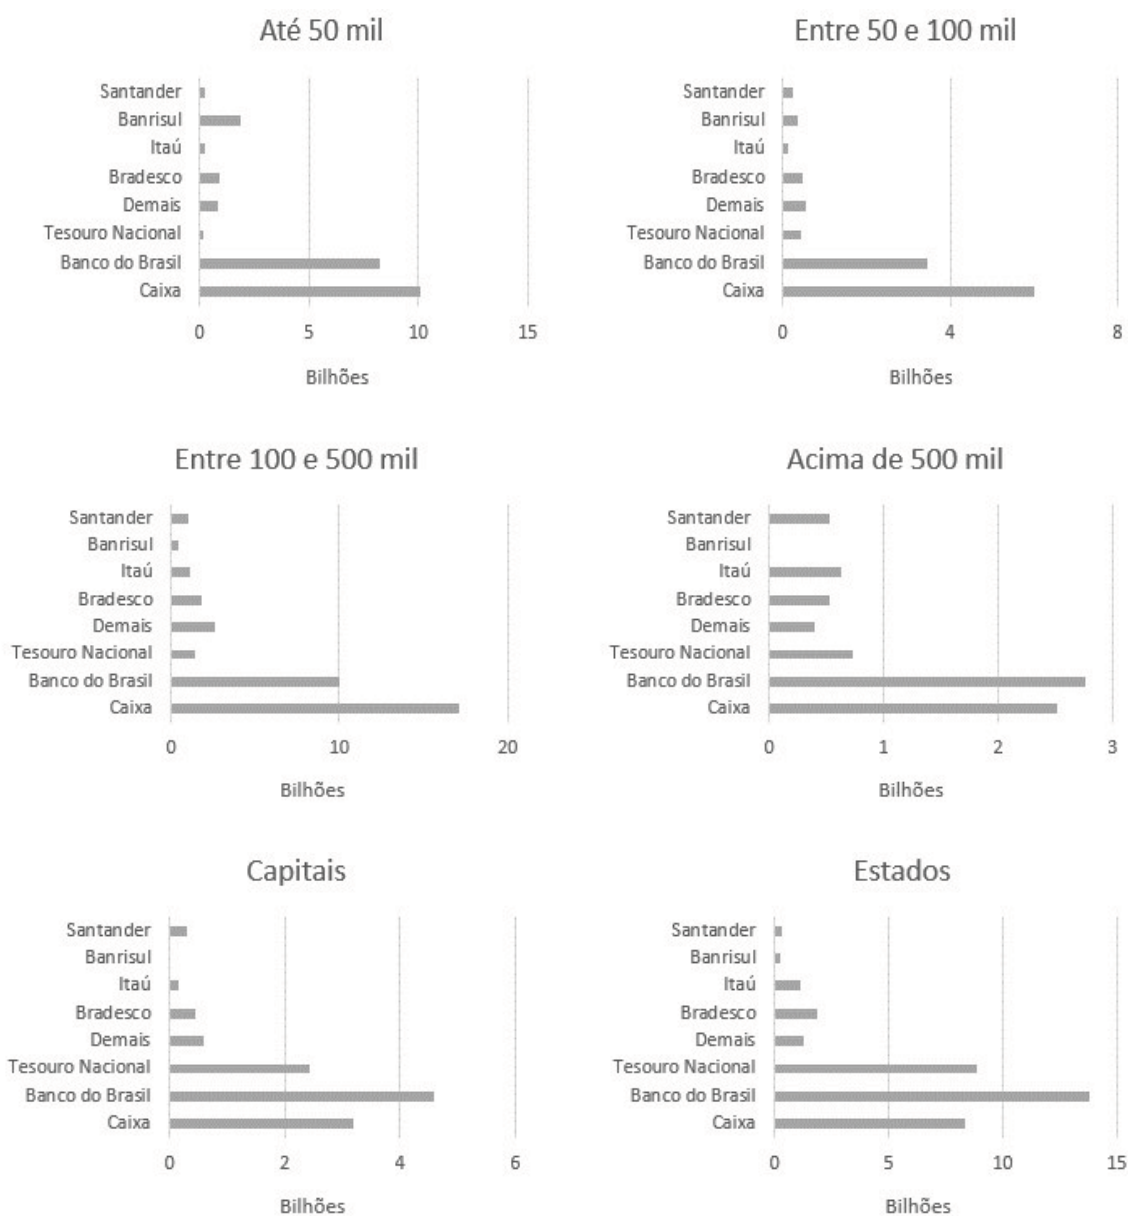 Até 50 mil
Santander
Banrisul
Itaú
Bradesco
Demais
Tesouro Nacional
Banco do Brasil
Caixa
0 5 10 15
Bilhões
Entre 50 e 100 mil
Santander
Banrisul
Itaú
Bradesco
Demais
Tesouro Nacional
Banco do Brasil
Caixa
0 4 8
Bilhões
Entre 100 e 500 mil
Santander
Banrisul
Itaú
Bradesco
Demais
Tesouro Nacional
Banco do Brasil
Caixa
0 10 20
Bilhões
Acima de 500 mil
Santander
Banrisul
Itaú
Bradesco
Demais
Tesouro Nacional
Banco do Brasil
Caixa
0 1 2 3
Bilhões
Capitais
Santander
Banrisul
Itaú
Bradesco
Demais
Tesouro Nacional
Banco do Brasil
Caixa
0 2 4 6
Bilhões
Estados
Santander
Banrisul
Itaú
Bradesco
Demais
Tesouro Nacional
Banco do Brasil
Caixa
0 5 10 15
Bilhões